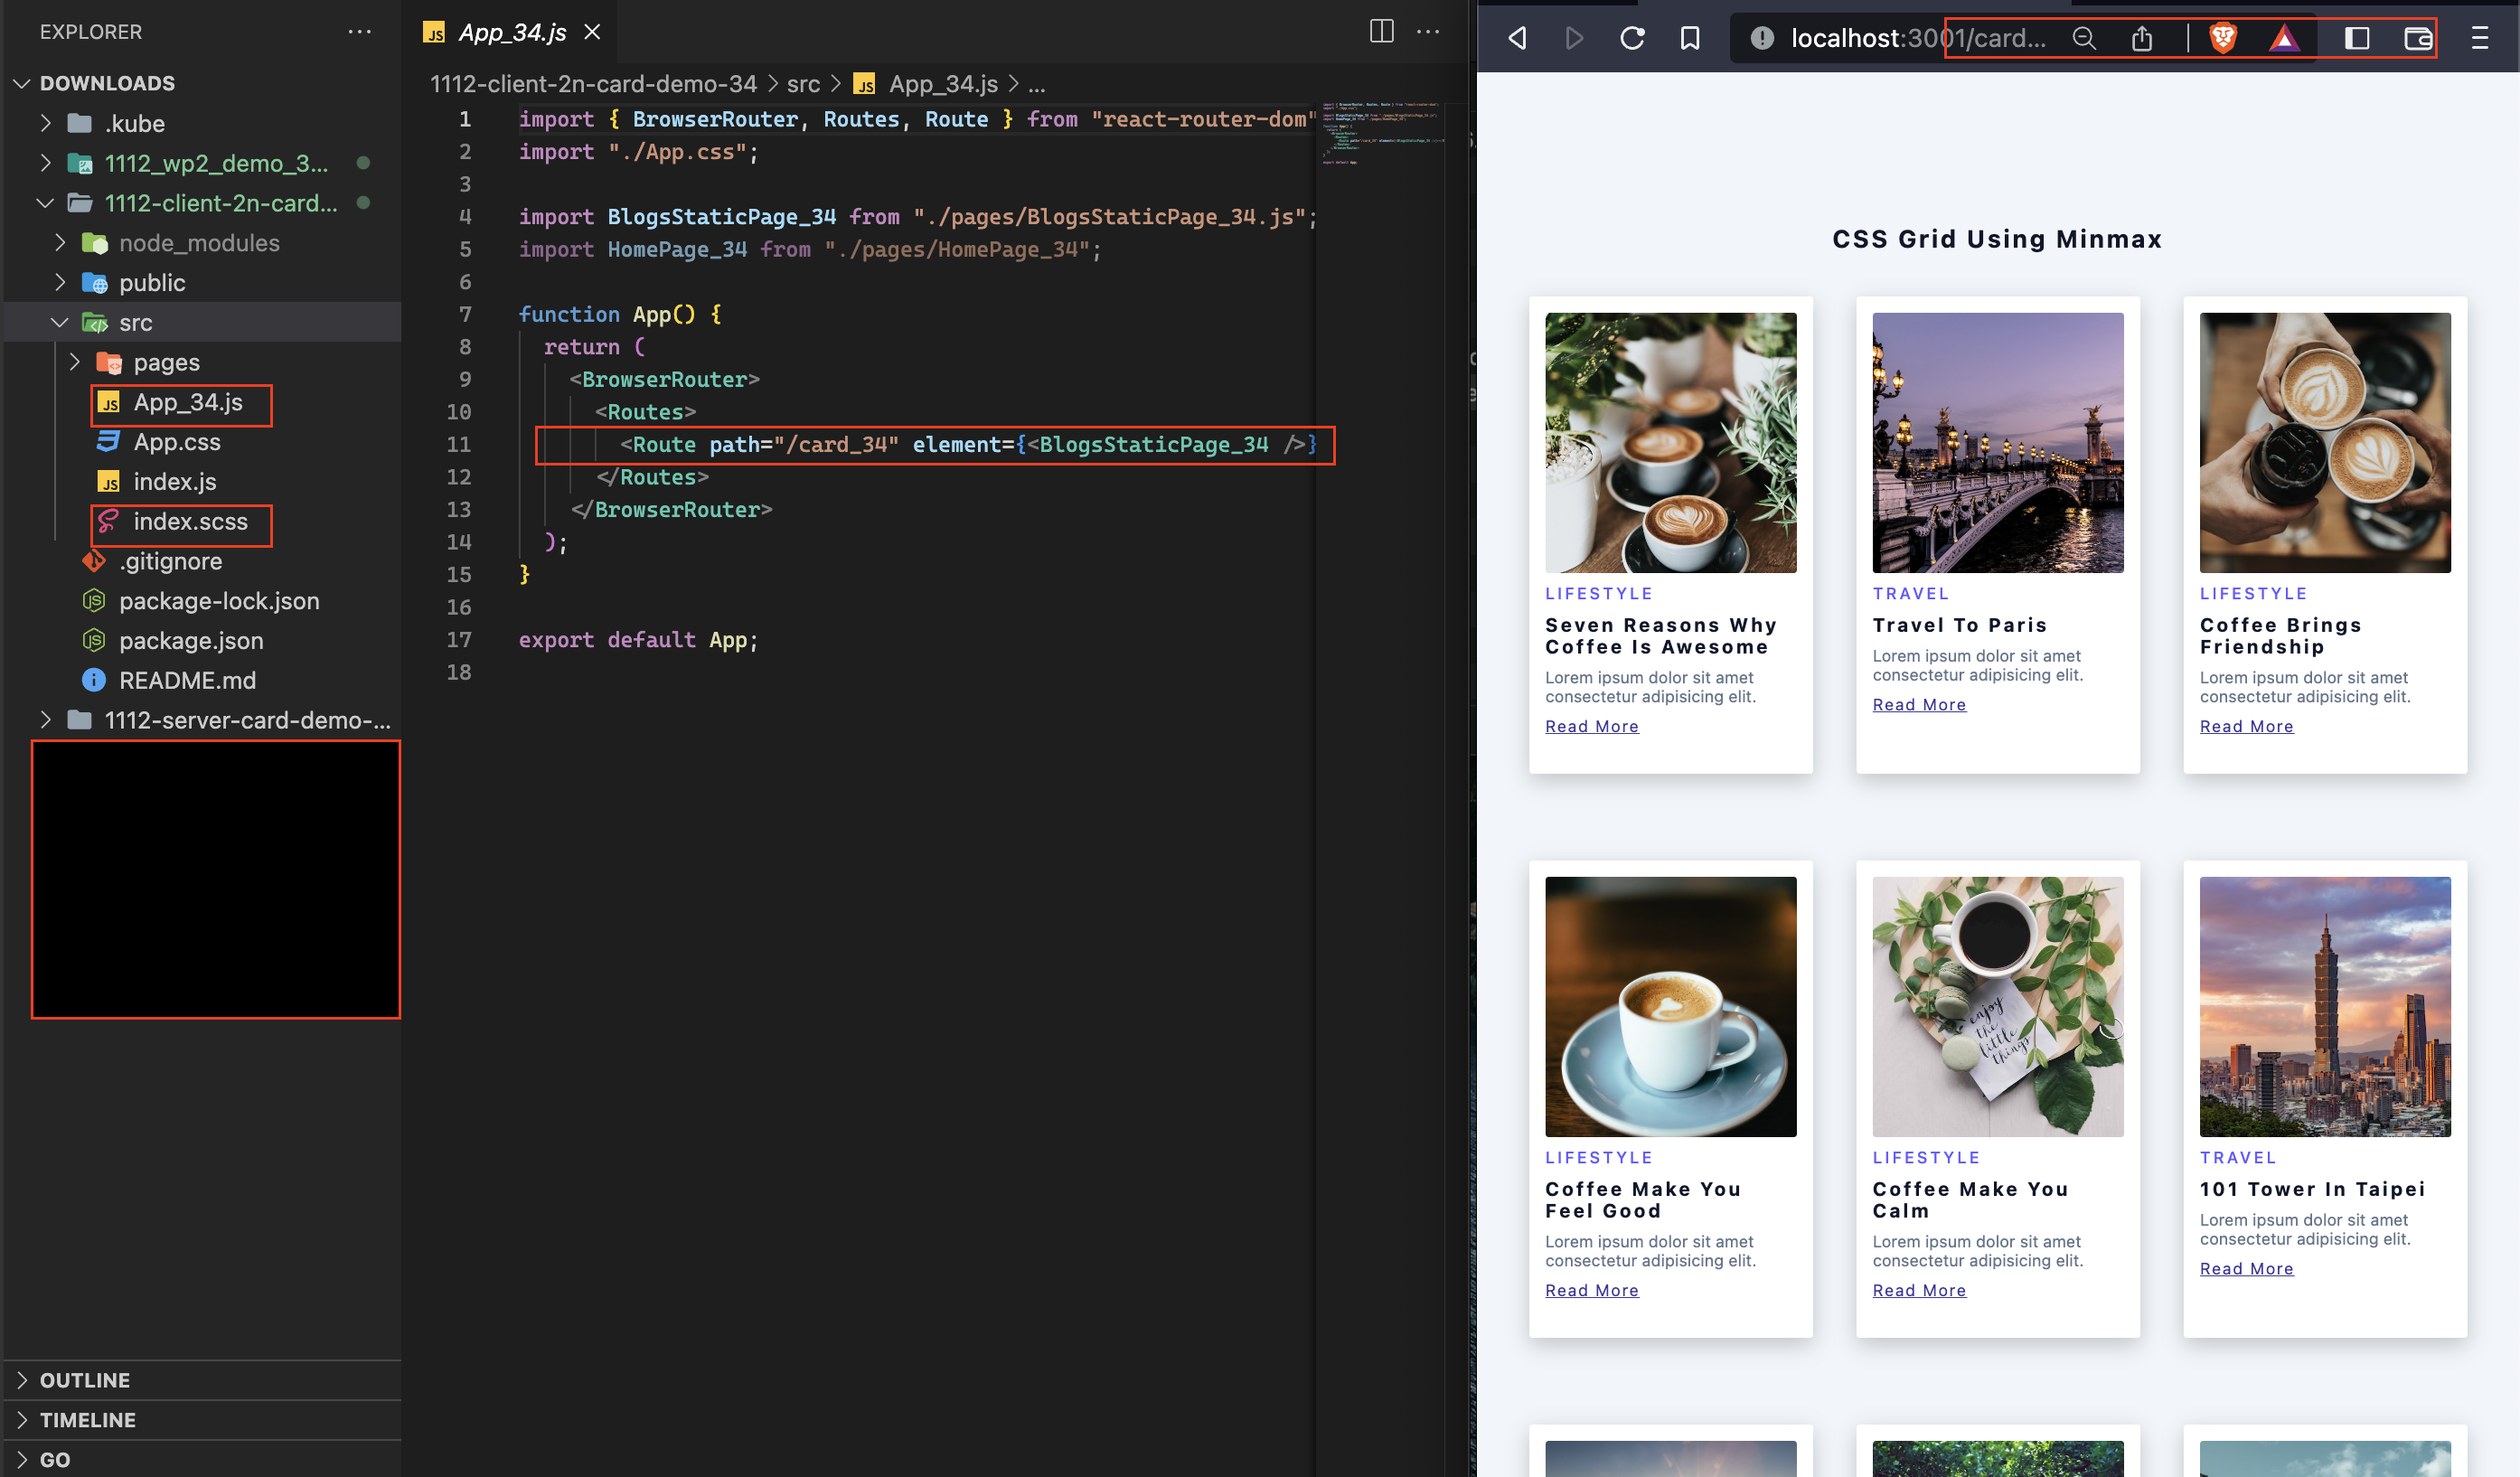 EXPLORER
DOWNLOADS
.kube
1112_wp2_demo_3...
1112-client-2n-card...
node_modules
public
src
pages
App_34.js
App.css
index.js
index.scss
.gitignore
package-lock.json
package.json
README.md
1112-server-card-demo-...
OUTLINE
TIMELINE
GO
JS App_34.js
1112-client-2n-card-demo-34 > src > JS App_34.js > ...
1 import { BrowserRouter, Routes, Route } from "react-router-dom"
2 import "./App.css";
3
4 import BlogsStaticPage_34 from "./pages/BlogsStaticPage_34.js";
5 import HomePage_34 from "./pages/HomePage_34";
6
7 function App() {
8 return (
9 <BrowserRouter>
10 <Routes>
11 <Route path="/card_34" element={<BlogsStaticPage_34 />}
12 </Routes>
13 </BrowserRouter>
14 );
15 }
16
17 export default App;
18
localhost:3001/card...
CSS Grid Using Minmax
LIFESTYLE
Seven Reasons Why
Coffee Is Awesome
Lorem ipsum dolor sit amet
consectetur adipisicing elit.
Read More
TRAVEL
Travel To Paris
Lorem ipsum dolor sit amet
consectetur adipisicing elit.
Read More
LIFESTYLE
Coffee Brings
Friendship
Lorem ipsum dolor sit amet
consectetur adipisicing elit.
Read More
LIFESTYLE
Coffee Make You
Feel Good
Lorem ipsum dolor sit amet
consectetur adipisicing elit.
Read More
enjoy
the
little
things
LIFESTYLE
Coffee Make You
Calm
Lorem ipsum dolor sit amet
consectetur adipisicing elit.
Read More
TRAVEL
101 Tower In Taipei
Lorem ipsum dolor sit amet
consectetur adipisicing elit.
Read More